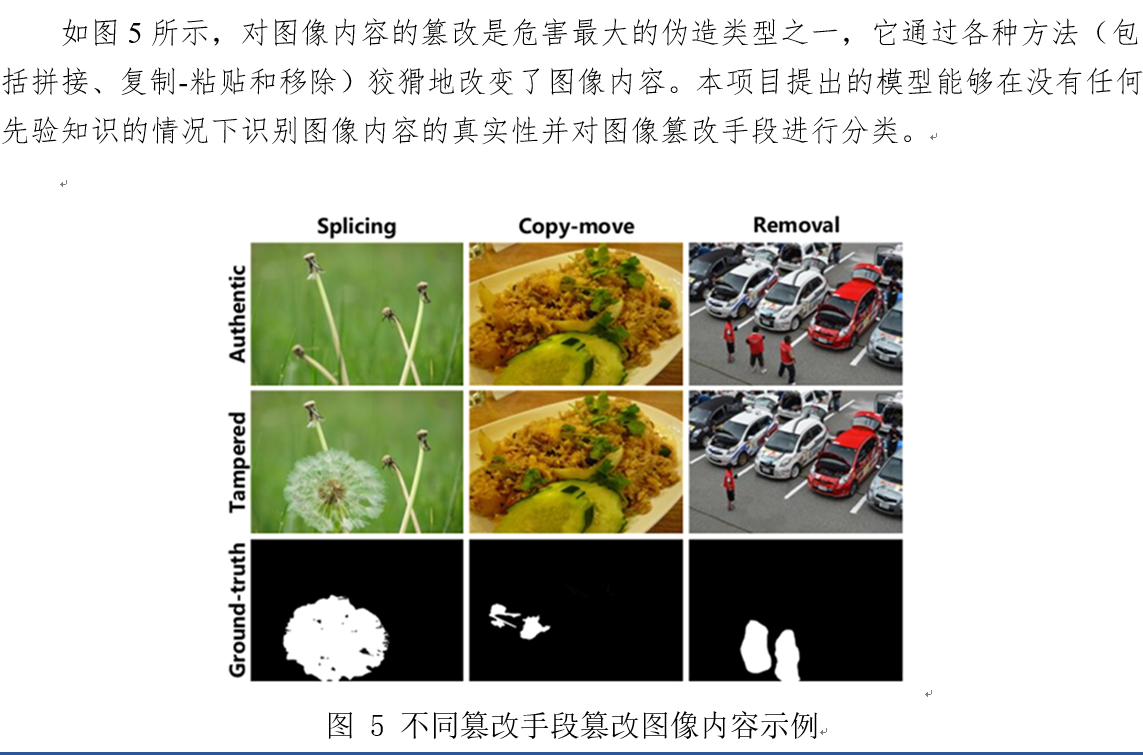 如图 5 所示，对图像内容的篡改是危害最大的伪造类型之一，它通过各种方法（包
括拼接、复制-粘贴和移除）狡猾地改变了图像内容。本项目提出的模型能够在没有任何
先验知识的情况下识别图像内容的真实性并对图像篡改手段进行分类。
Splicing Copy-move Removal
Authentic
Tampered
Ground-truth
图 5 不同篡改手段篡改图像内容示例